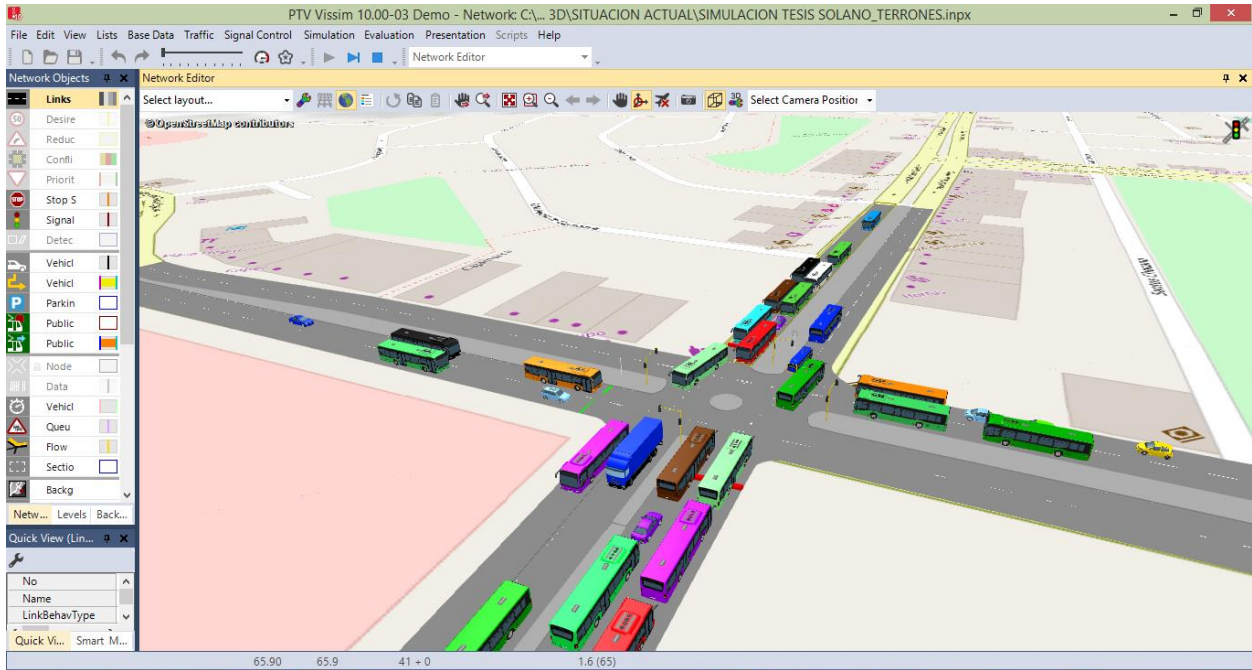 PTV Vissim 10.00-03 Demo - Network: C:\... 3D\SITUACION ACTUAL\SIMULACION TESIS SOLANO_TERRONES.inpx
File Edit View Lists Base Data Traffic Signal Control Simulation Evaluation Presentation Scripts Help
Network Editor
Network Objects
Network Editor
Links
Select layout...
Select Camera Position
50
Desire
© OpenStreetMap contributors
Reduc
Confli
Priorit
STOP
Stop S
Signal
Detec
Vehicl
Vehicl
P
Parkin
Public
Public
Node
Data
Vehicl
Queu
Flow
Sectio
Backg
Netw... Levels Back...
Quick View (Lin...
No
Name
LinkBehavType
Quick Vi... Smart M...
65.90 65.9 41 + 0 1.6 (65)